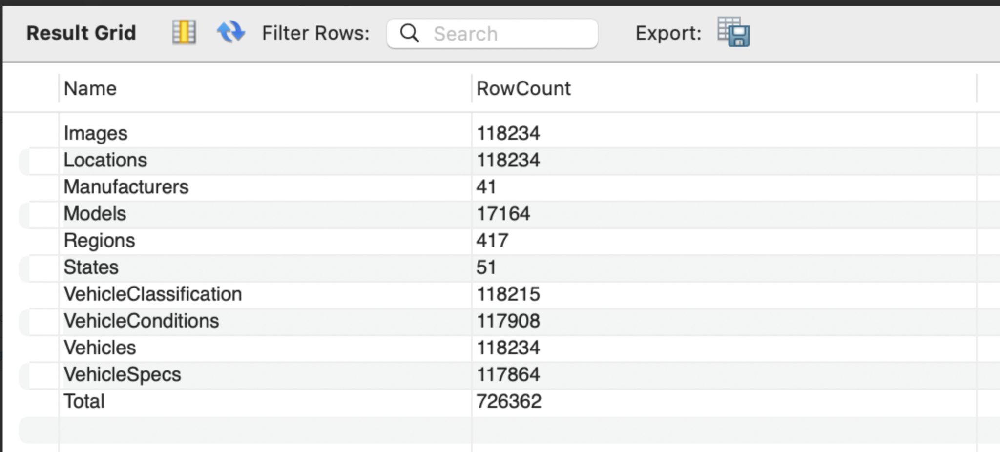 Result Grid Filter Rows: Search Export:
Name RowCount
Images 118234
Locations 118234
Manufacturers 41
Models 17164
Regions 417
States 51
VehicleClassification 118215
VehicleConditions 117908
Vehicles 118234
VehicleSpecs 117864
Total 726362